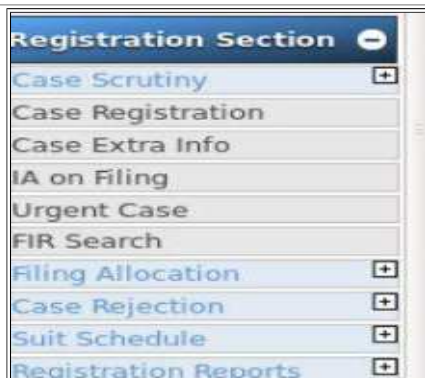 Registration Section
Case Scrutiny
Case Registration
Case Extra Info
IA on Filing
Urgent Case
FIR Search
Filing Allocation
Case Rejection
Suit Schedule
Registration Reports